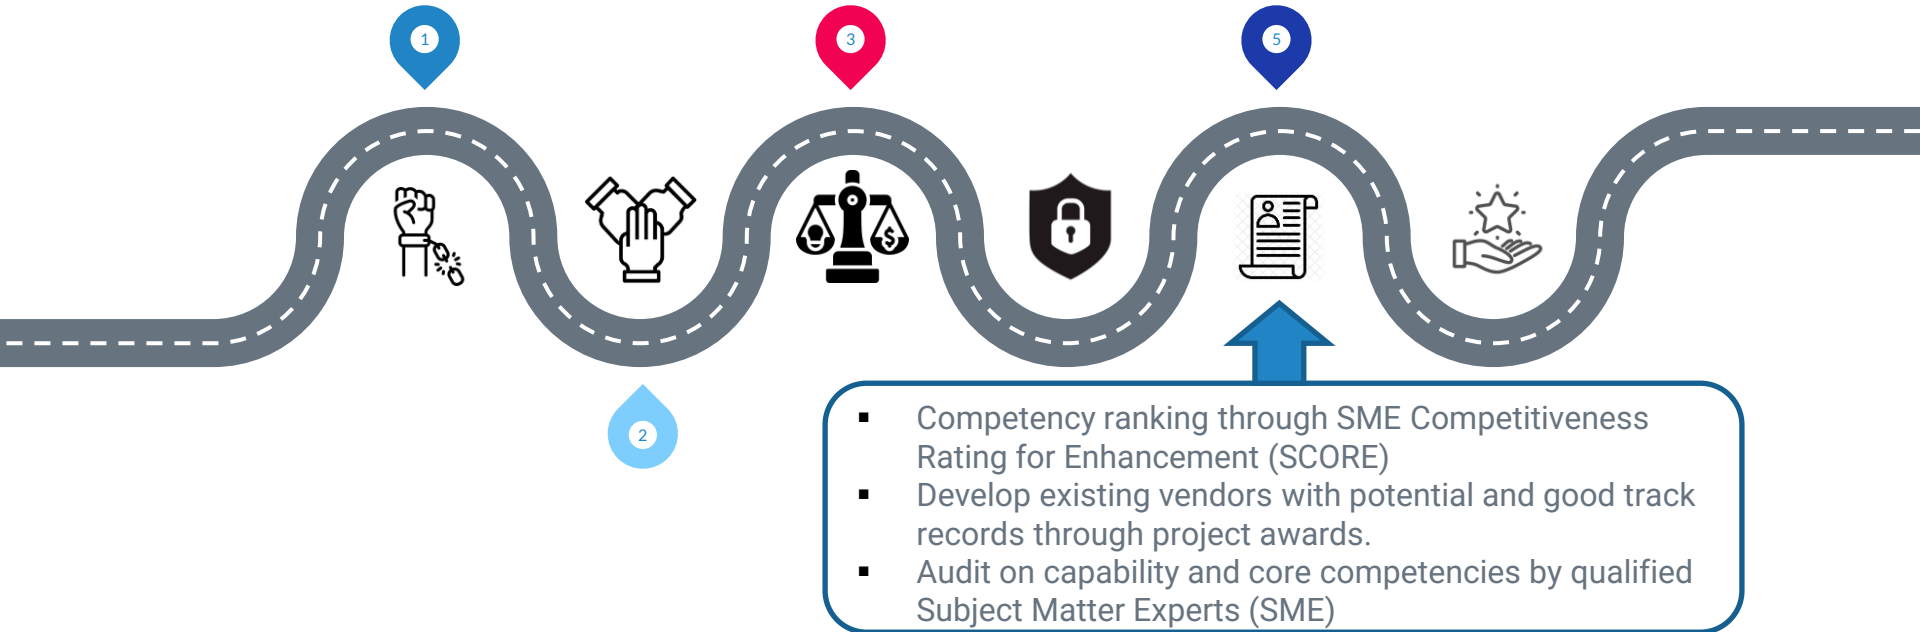 1
3
5
$
2
▪ Competency ranking through SME Competitiveness
Rating for Enhancement (SCORE)
▪ Develop existing vendors with potential and good track
records through project awards.
▪ Audit on capability and core competencies by qualified
Subject Matter Experts (SME)